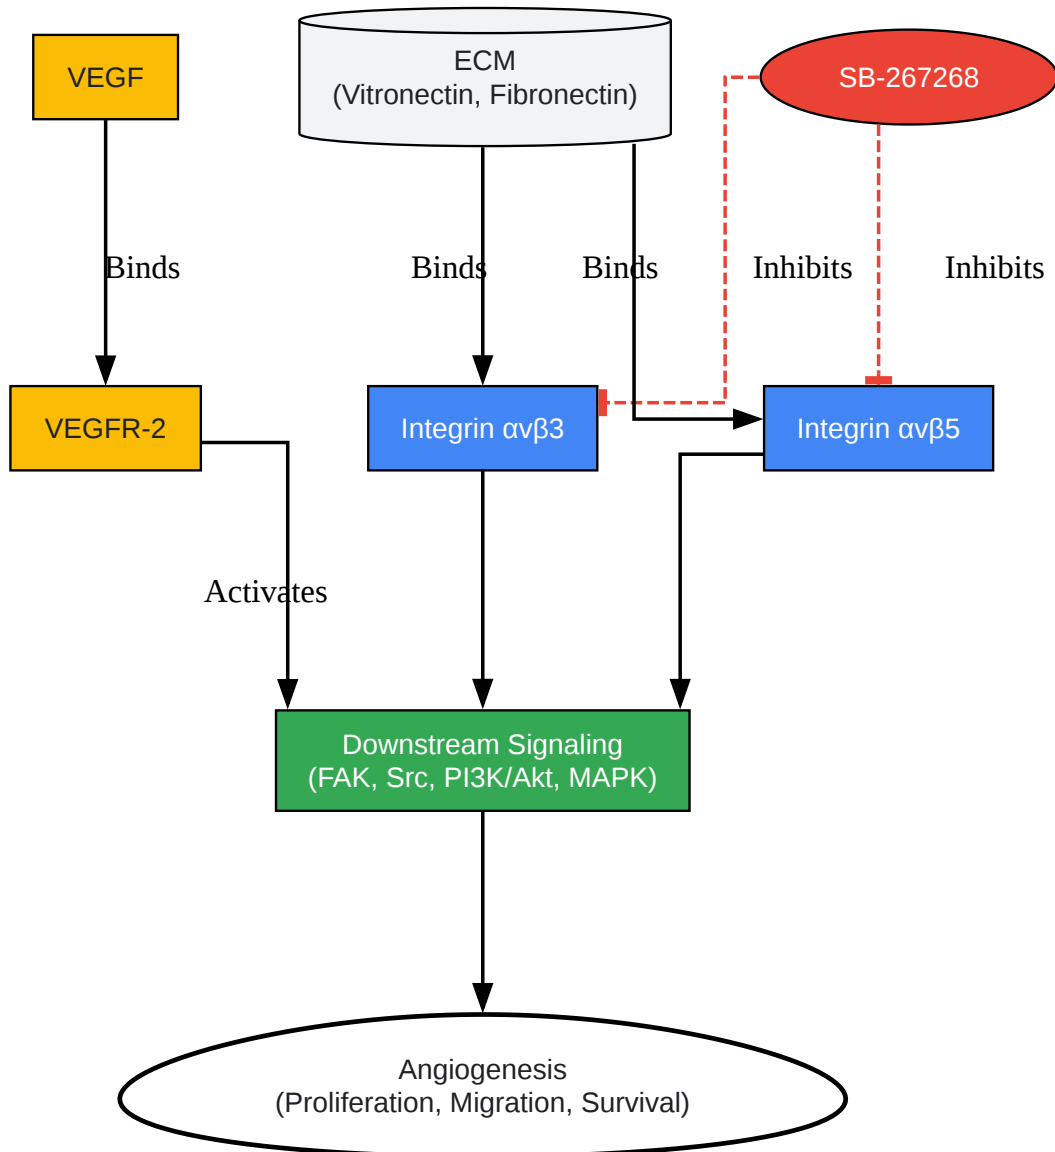 VEGF
ECM
(Vitronectin, Fibronectin)
SB-267268
Binds
Binds
Binds
Inhibits
Inhibits
VEGFR-2
Integrin αvβ3
Integrin αvβ5
Activates
Downstream Signaling
(FAK, Src, PI3K/Akt, MAPK)
Angiogenesis
(Proliferation, Migration, Survival)